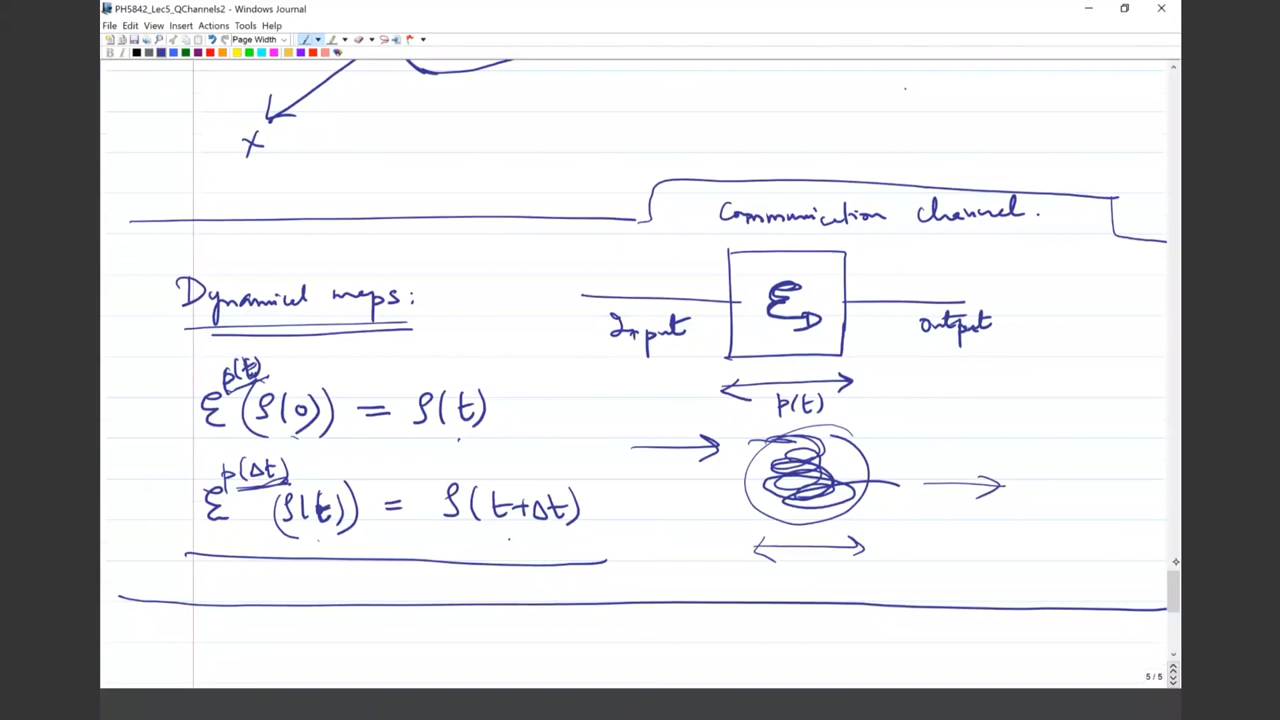 PH5842_Lec5_QChannels2 - Windows Journal
File Edit View Insert Actions Tools Help
Page Width
B I
X
Communication channel.
Dynamical maps:
Input
ℰ_D
output
p(t)
ℰ^{p(t)} (ρ(0)) = ρ(t)
ℰ^{p(Δt)} (ρ(t)) = ρ(t+Δt)
5 / 5